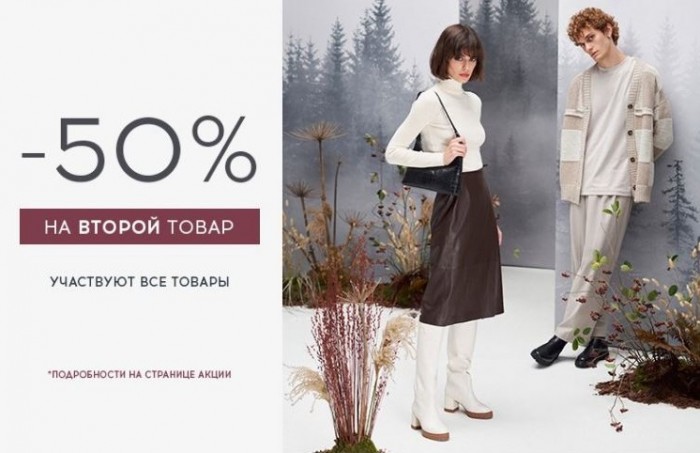 -50%
НА ВТОРОЙ ТОВАР
УЧАСТВУЮТ ВСЕ ТОВАРЫ
*ПОДРОБНОСТИ НА СТРАНИЦЕ АКЦИИ